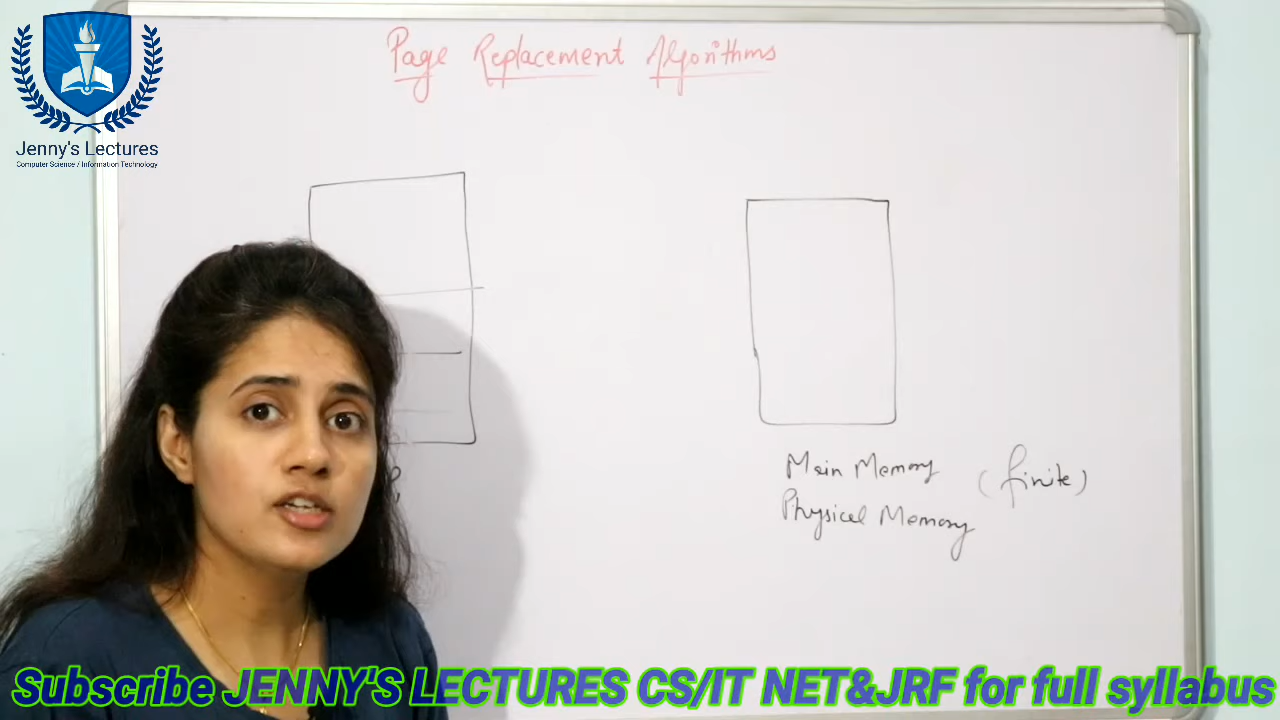 Page Replacement Algorithms
Jenny's Lectures
Computer Science / Information Technology
Main Memory (finite)
Physical Memory
Subscribe JENNY'S LECTURES CS/IT NET&JRF for full syllabus